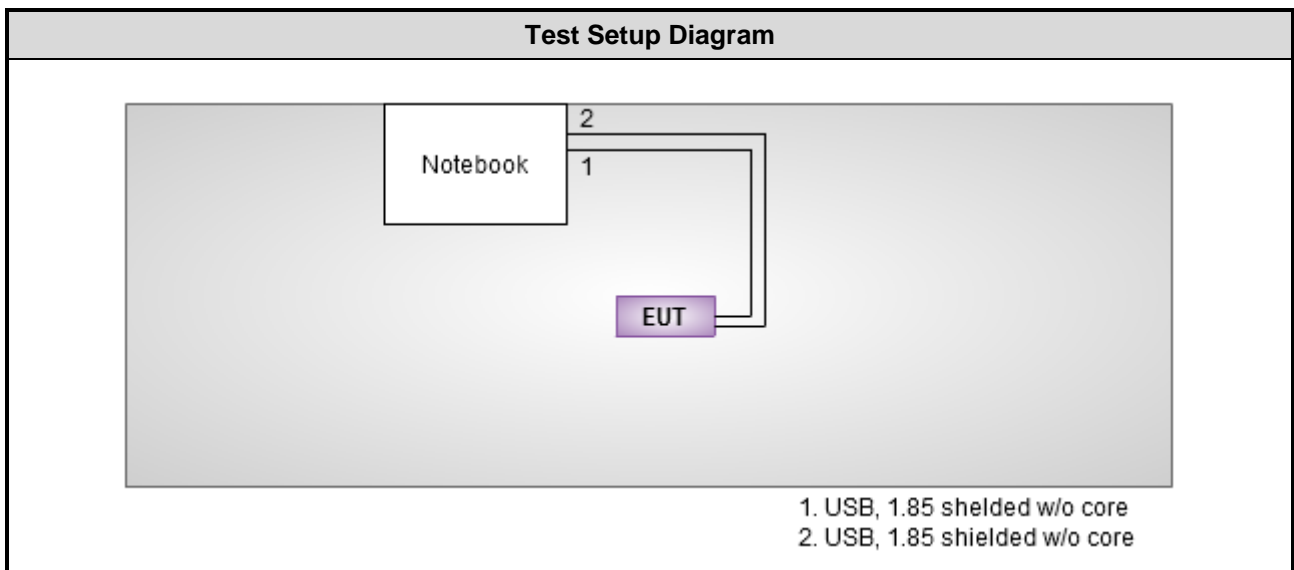 Test Setup Diagram
2
Notebook
1
EUT
1. USB, 1.85 shelded w/o core
2. USB, 1.85 shielded w/o core